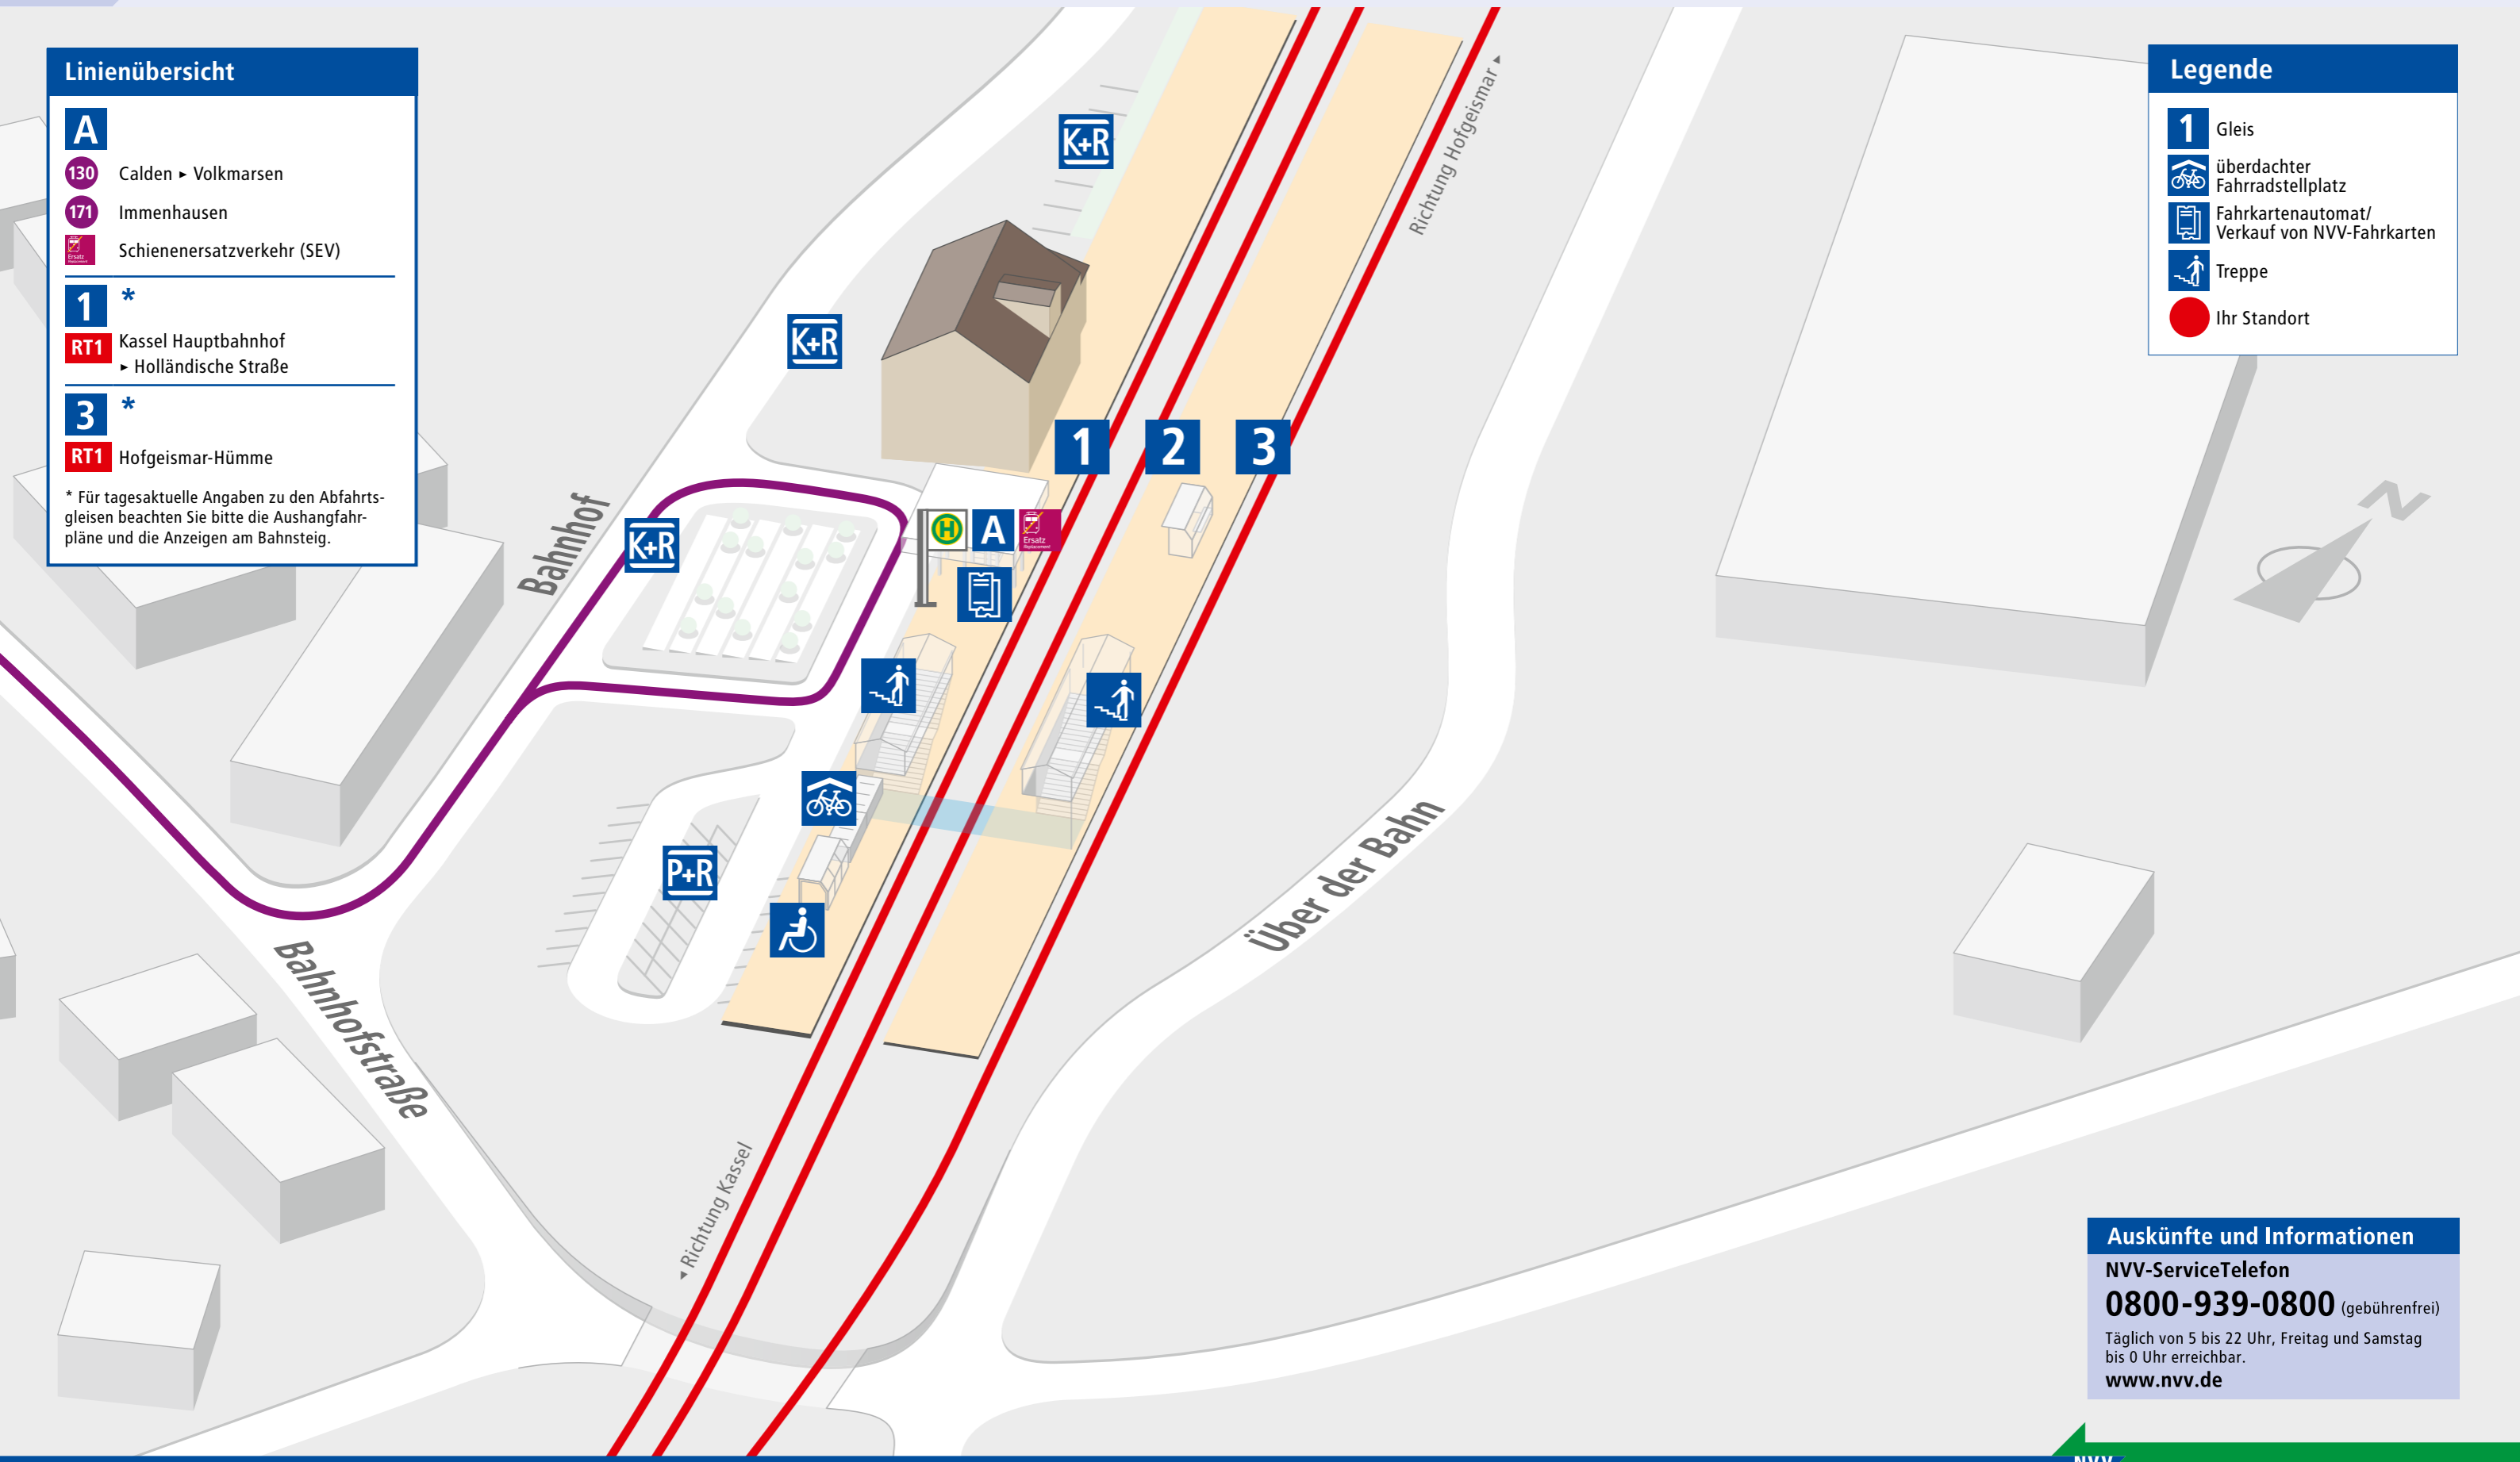 Linienübersicht
A
130 Calden ▸ Volkmarsen
171 Immenhausen
Ersatz
Replacement
Schienenersatzverkehr (SEV)
1 *
RT1 Kassel Hauptbahnhof
▸ Holländische Straße
3 *
RT1 Hofgeismar-Hümme
* Für tagesaktuelle Angaben zu den Abfahrts-
gleisen beachten Sie bitte die Aushangfahr-
pläne und die Anzeigen am Bahnsteig.
K+R
Richtung Hofgeismar ▸
K+R
1 2 3
Bahnhof
K+R
H A Ersatz
Replacement
P+R
Über der Bahn
Bahnhofstraße
◂ Richtung Kassel
N
Legende
1 Gleis
überdachter
Fahrradstellplatz
Fahrkartenautomat/
Verkauf von NVV-Fahrkarten
Treppe
Ihr Standort
Auskünfte und Informationen
NVV-ServiceTelefon
0800-939-0800 (gebührenfrei)
Täglich von 5 bis 22 Uhr, Freitag und Samstag
bis 0 Uhr erreichbar.
www.nvv.de
NVV